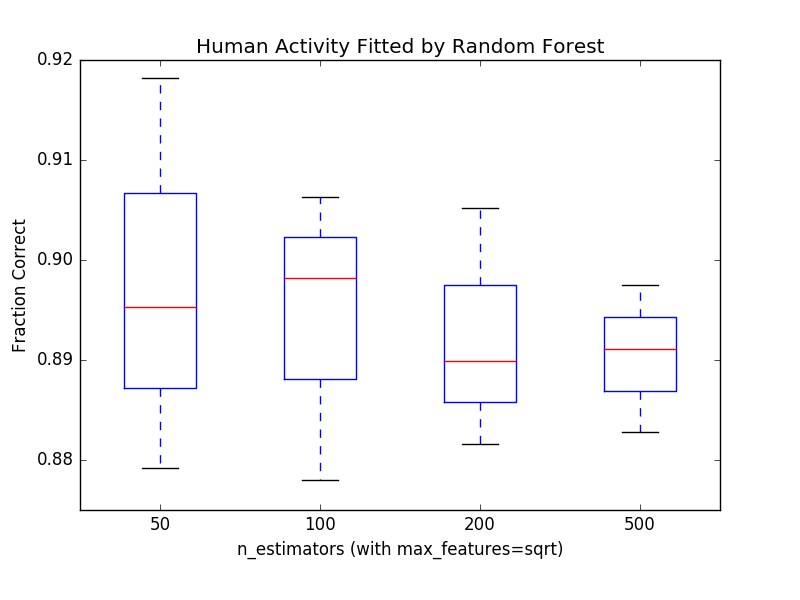 Human Activity Fitted by Random Forest
0.92
0.91
0.90
0.89
0.88
Fraction Correct
50 100 200 500
n_estimators (with max_features=sqrt)